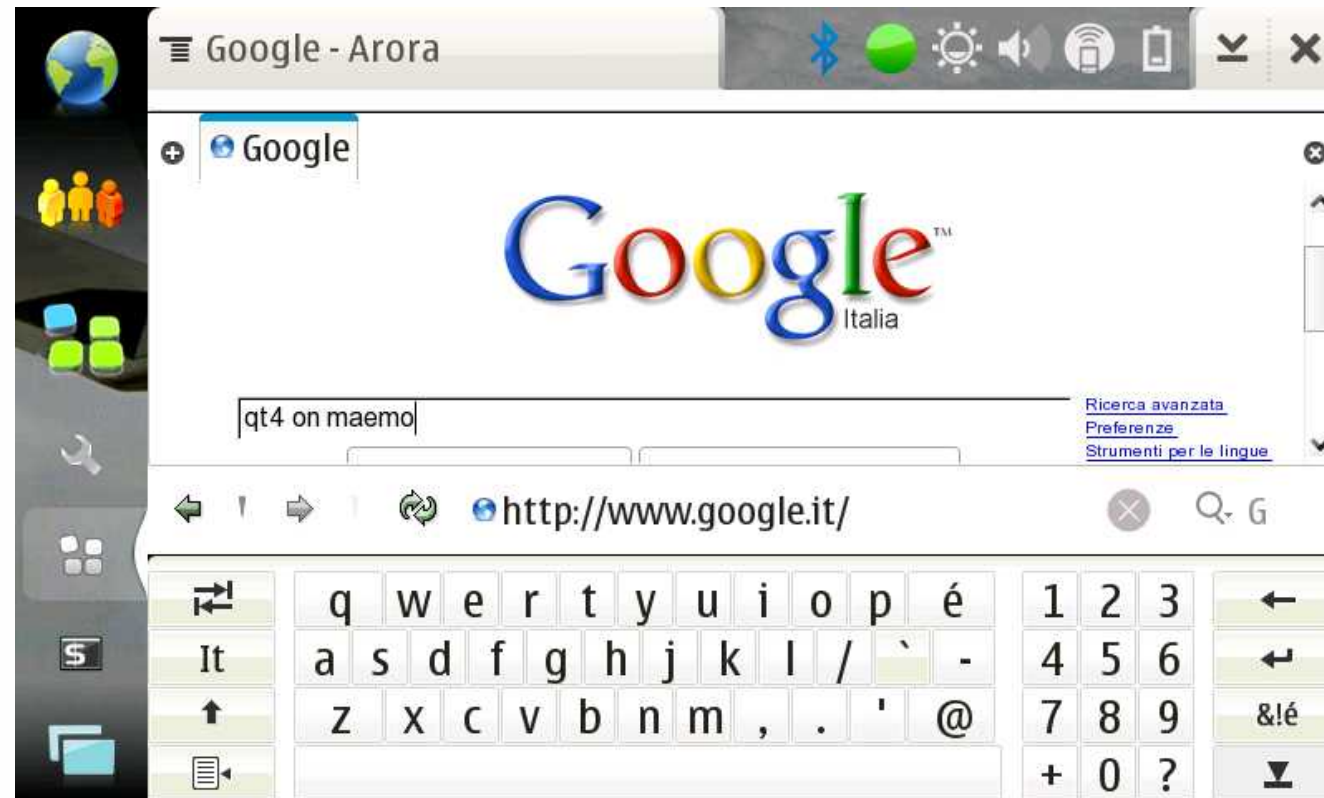 Google - Arora
Google
Google™
Italia
qt4 on maemo
Ricerca avanzata
Preferenze
Strumenti per le lingue
http://www.google.it/
G
q w e r t y u i o p é 1 2 3
It a s d f g h j k l / ` - 4 5 6
z x c v b n m , . ' @ 7 8 9 &!é
+ 0 ?